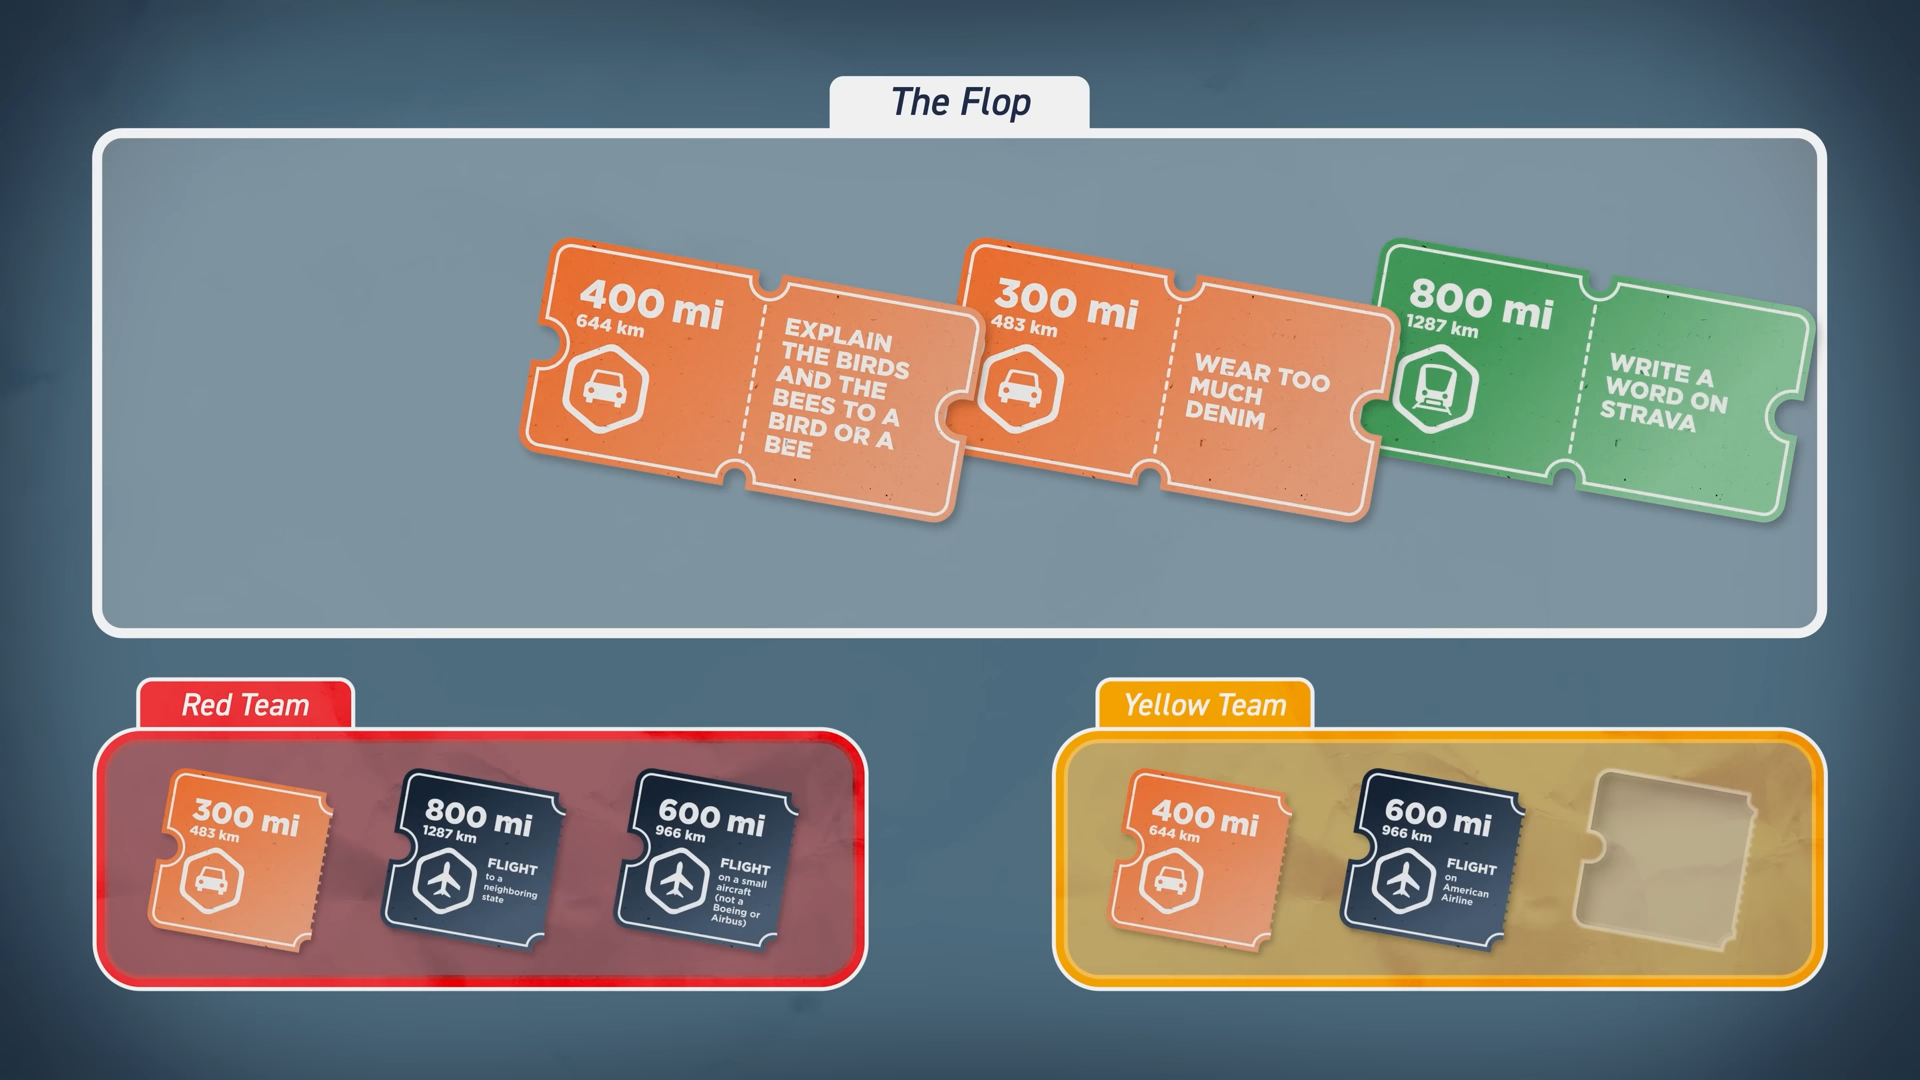 The Flop
400 mi
644 km
EXPLAIN
THE BIRDS
AND THE
BEES TO A
BIRD OR A
BEE
300 mi
483 km
WEAR TOO
MUCH
DENIM
800 mi
1287 km
WRITE A
WORD ON
STRAVA
Red Team
300 mi
483 km
800 mi
1287 km
FLIGHT
to a
neighboring
state
600 mi
966 km
FLIGHT
on a small
aircraft
(not a
Boeing or
Airbus)
Yellow Team
400 mi
644 km
600 mi
966 km
FLIGHT
on
American
Airline